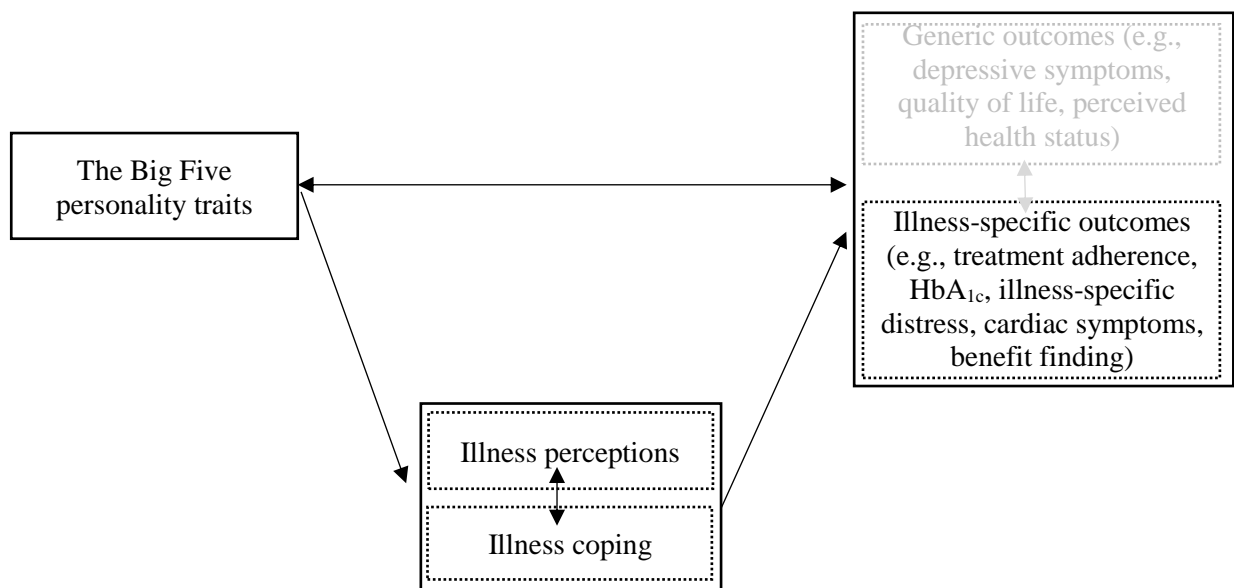 Generic outcomes (e.g.,
depressive symptoms,
quality of life, perceived
health status)
The Big Five
personality traits
Illness-specific outcomes
(e.g., treatment adherence,
HbA1c, illness-specific
distress, cardiac symptoms,
benefit finding)
Illness perceptions
Illness coping